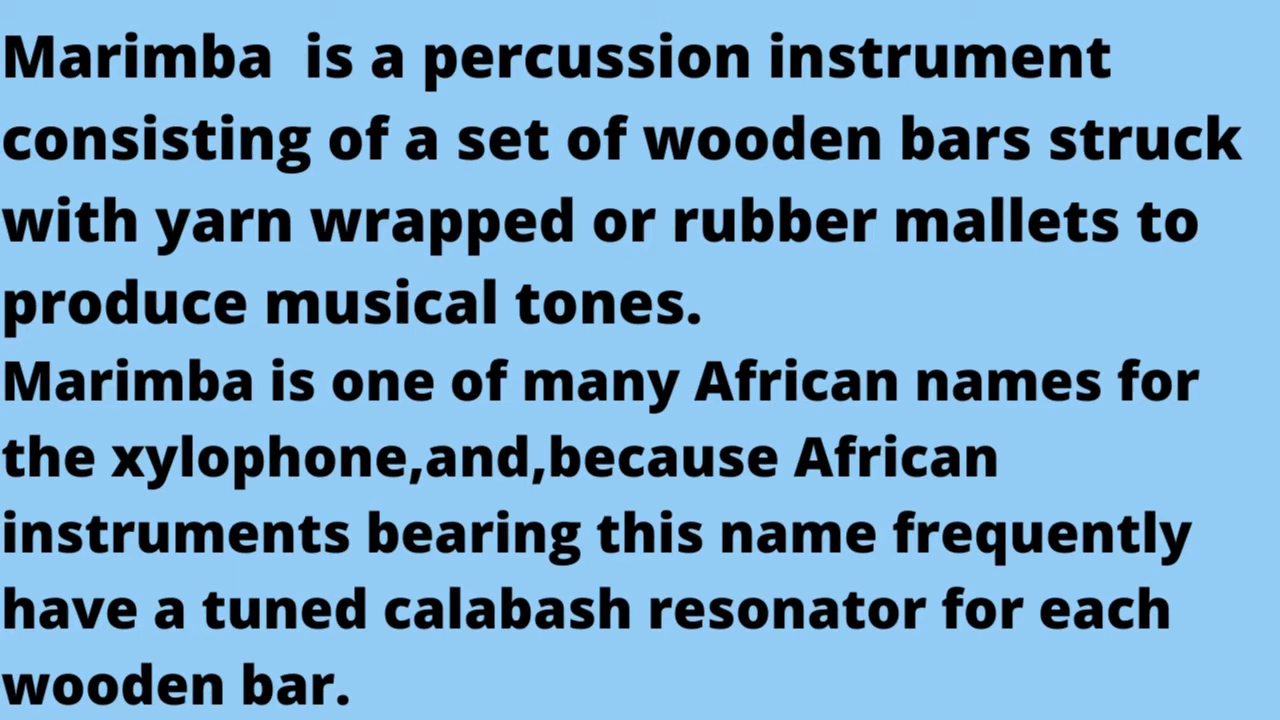 Marimba  is a percussion instrument
consisting of a set of wooden bars struck
with yarn wrapped or rubber mallets to
produce musical tones.
Marimba is one of many African names for
the xylophone,and,because African
instruments bearing this name frequently
have a tuned calabash resonator for each
wooden bar.